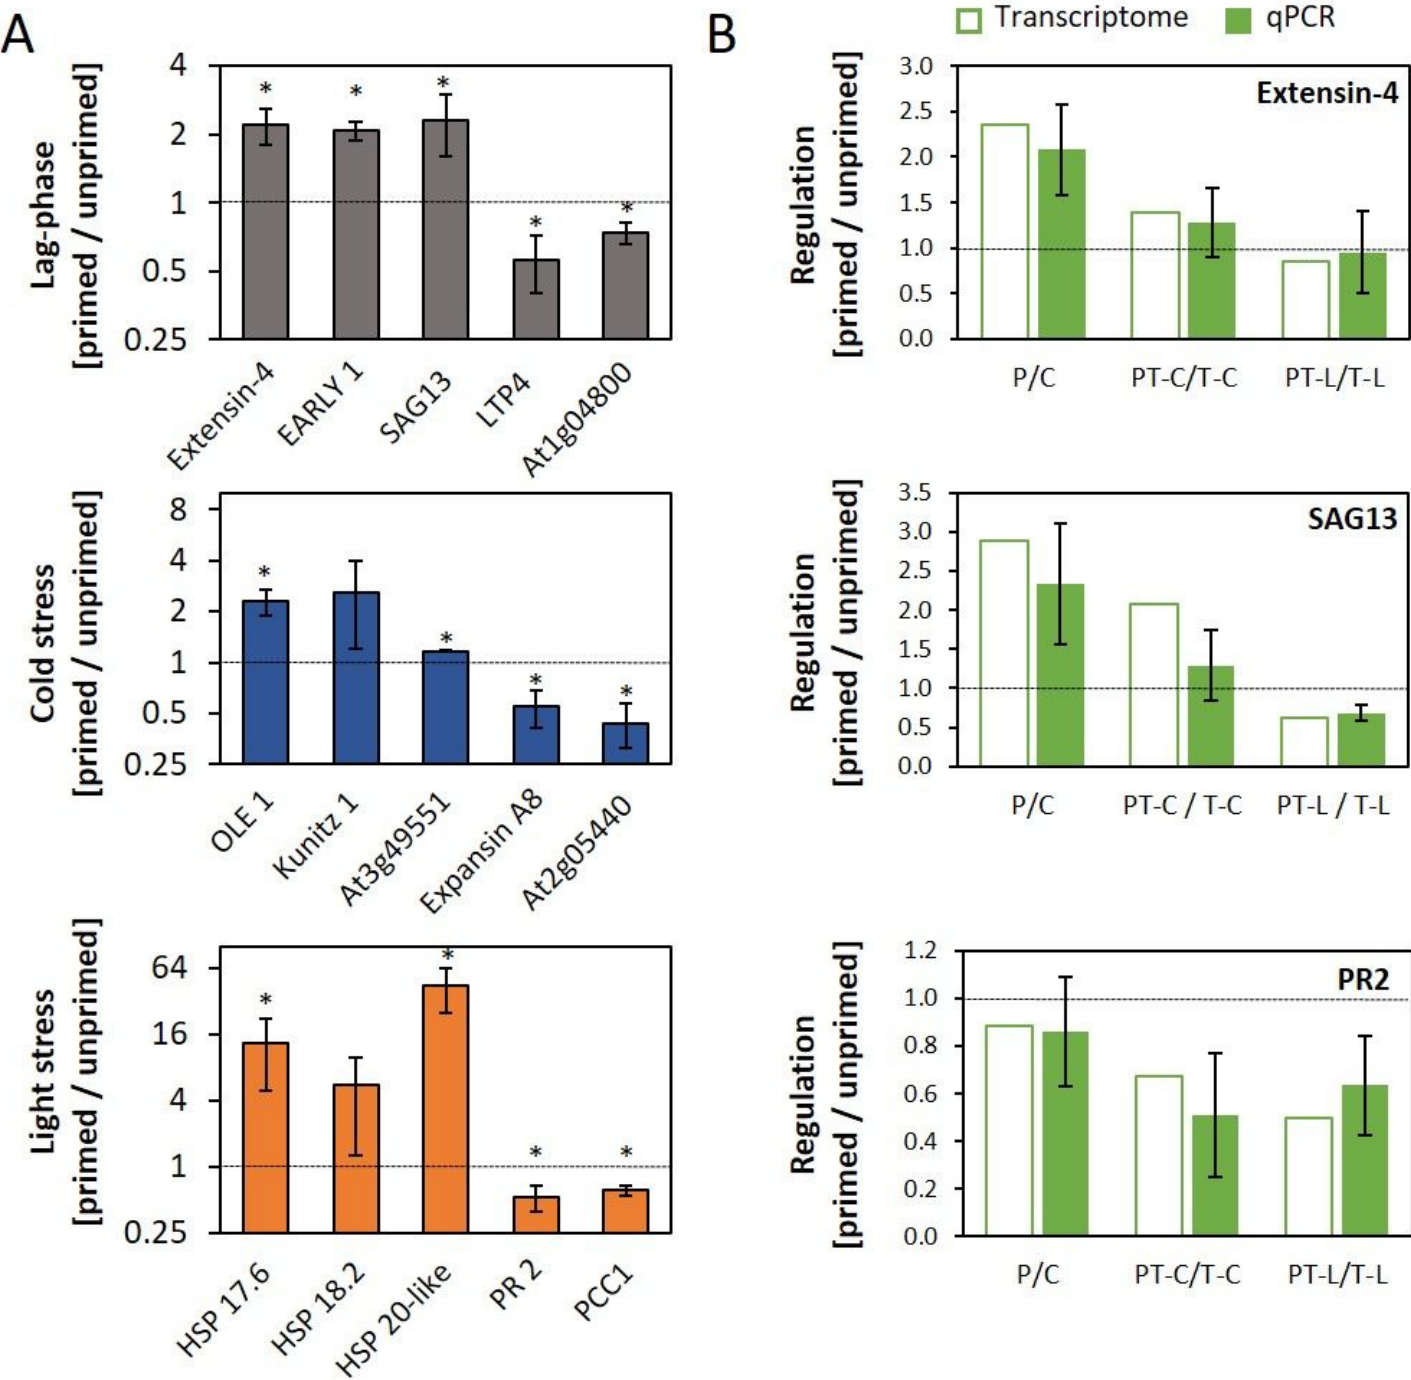 A
Lag-phase
[primed / unprimed]
4
2
1
0.5
0.25
*
*
*
*
*
Extensin-4
EARLY 1
SAG13
LTP4
At1g04800
Cold stress
[primed / unprimed]
8
4
2
1
0.5
0.25
*
*
*
*
OLE 1
Kunitz 1
At3g49551
Expansin A8
At2g05440
Light stress
[primed / unprimed]
64
16
4
1
0.25
*
*
*
*
HSP 17.6
HSP 18.2
HSP 20-like
PR 2
PCC1
B
Transcriptome
qPCR
Regulation
[primed / unprimed]
3.0
2.5
2.0
1.5
1.0
0.5
0.0
Extensin-4
P/C
PT-C/T-C
PT-L/T-L
Regulation
[primed / unprimed]
3.5
3.0
2.5
2.0
1.5
1.0
0.5
0.0
SAG13
P/C
PT-C / T-C
PT-L / T-L
Regulation
[primed / unprimed]
1.2
1.0
0.8
0.6
0.4
0.2
0.0
PR2
P/C
PT-C/T-C
PT-L/T-L